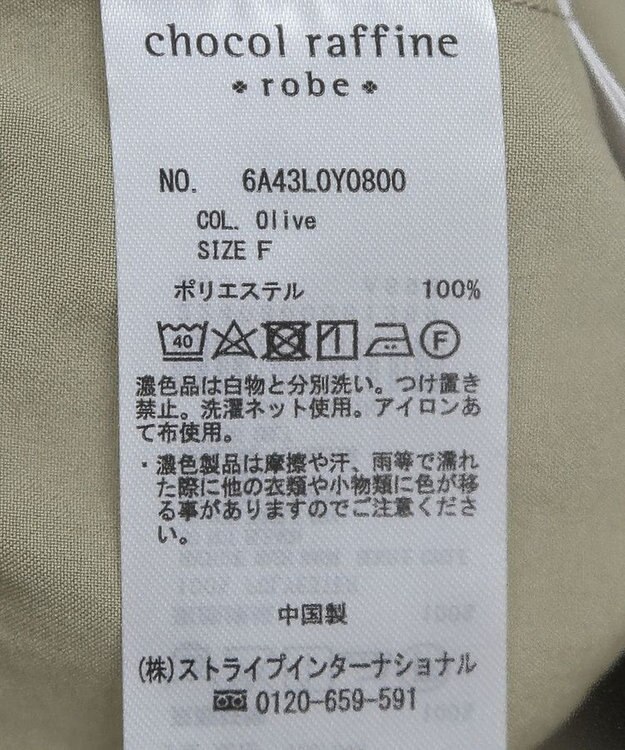 chocol raffine
robe
NO. 6A43L0Y0800
COL. Olive
SIZE F
ポリエステル 100%
40 F
濃色品は白物と分別洗い。つけ置き
禁止。洗濯ネット使用。アイロンあ
て布使用。
・濃色製品は摩擦や汗、雨等で濡れ
た際に他の衣類や小物類に色が移
る事がありますのでご注意くださ
い。
中国製
(株)ストライプインターナショナル
0120-659-591